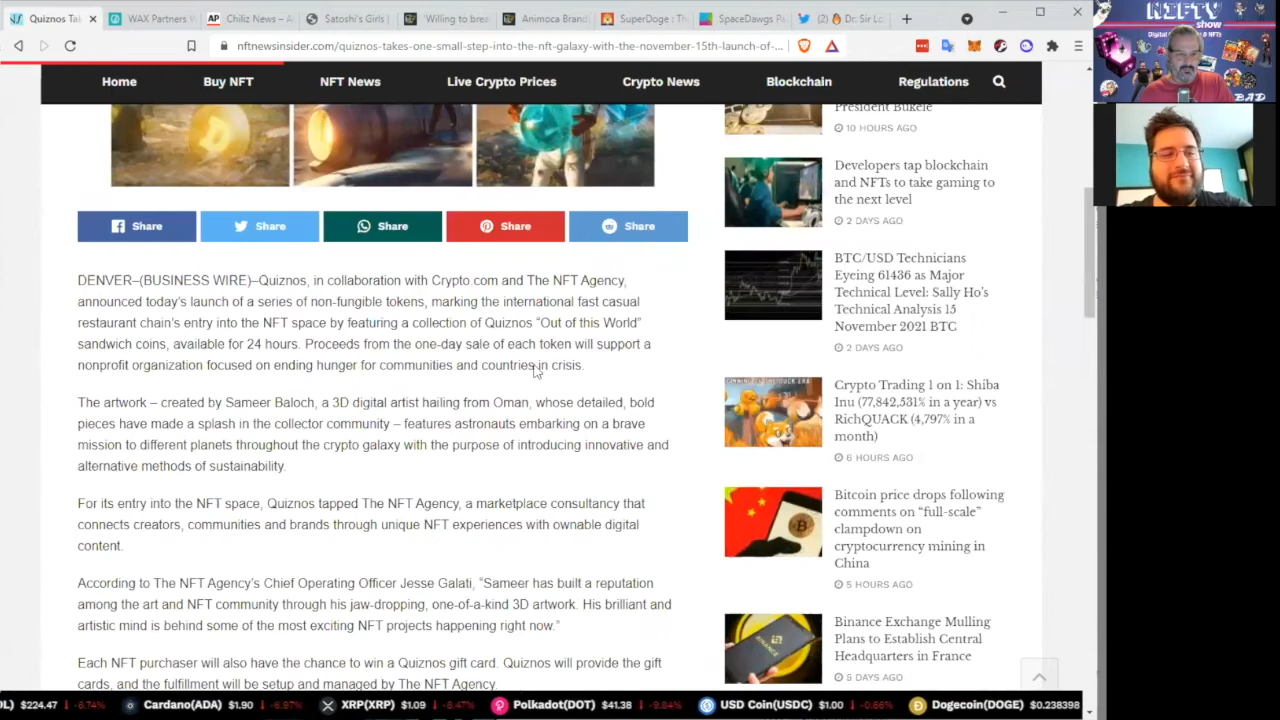 Quiznos Tak
WAX Partners V
Chiliz News – A
Satoshi's Girls |
'Willing to brea
Animoca Brand
SuperDoge : Th
SpaceDawgs Pa
(2) 🔥 Dr. Sir Lo
nftnewsinsider.com/quiznos-takes-one-small-step-into-the-nft-galaxy-with-the-november-15th-launch-of-...
NIFTY
show
BAD
Home
Buy NFT
NFT News
Live Crypto Prices
Crypto News
Blockchain
Regulations
Share
Share
Share
Share
Share
DENVER–(BUSINESS WIRE)–Quiznos, in collaboration with Crypto.com and The NFT Agency,
announced today's launch of a series of non-fungible tokens, marking the international fast casual
restaurant chain's entry into the NFT space by featuring a collection of Quiznos “Out of this World”
sandwich coins, available for 24 hours. Proceeds from the one-day sale of each token will support a
nonprofit organization focused on ending hunger for communities and countries in crisis.
The artwork – created by Sameer Baloch, a 3D digital artist hailing from Oman, whose detailed, bold
pieces have made a splash in the collector community – features astronauts embarking on a brave
mission to different planets throughout the crypto galaxy with the purpose of introducing innovative and
alternative methods of sustainability.
For its entry into the NFT space, Quiznos tapped The NFT Agency, a marketplace consultancy that
connects creators, communities and brands through unique NFT experiences with ownable digital
content.
According to The NFT Agency's Chief Operating Officer Jesse Galati, “Sameer has built a reputation
among the art and NFT community through his jaw-dropping, one-of-a-kind 3D artwork. His brilliant and
artistic mind is behind some of the most exciting NFT projects happening right now.”
Each NFT purchaser will also have the chance to win a Quiznos gift card. Quiznos will provide the gift
cards, and the fulfillment will be setup and managed by The NFT Agency.
President Bukele
10 HOURS AGO
Developers tap blockchain
and NFTs to take gaming to
the next level
2 DAYS AGO
BTC/USD Technicians
Eyeing 61436 as Major
Technical Level: Sally Ho's
Technical Analysis 15
November 2021 BTC
2 DAYS AGO
Crypto Trading 1 on 1: Shiba
Inu (77,842,531% in a year) vs
RichQUACK (4,797% in a
month)
6 HOURS AGO
Bitcoin price drops following
comments on “full-scale”
clampdown on
cryptocurrency mining in
China
5 HOURS AGO
BINANCE
Binance Exchange Mulling
Plans to Establish Central
Headquarters in France
5 DAYS AGO
OL) $224.47 ↓ -8.74% Cardano(ADA) $1.90 ↓ -6.97% XRP(XRP) $1.09 ↓ -6.47% Polkadot(DOT) $41.38 ↓ -9.84% USD Coin(USDC) $1.00 ↓ -0.66% Dogecoin(DOGE) $0.238398